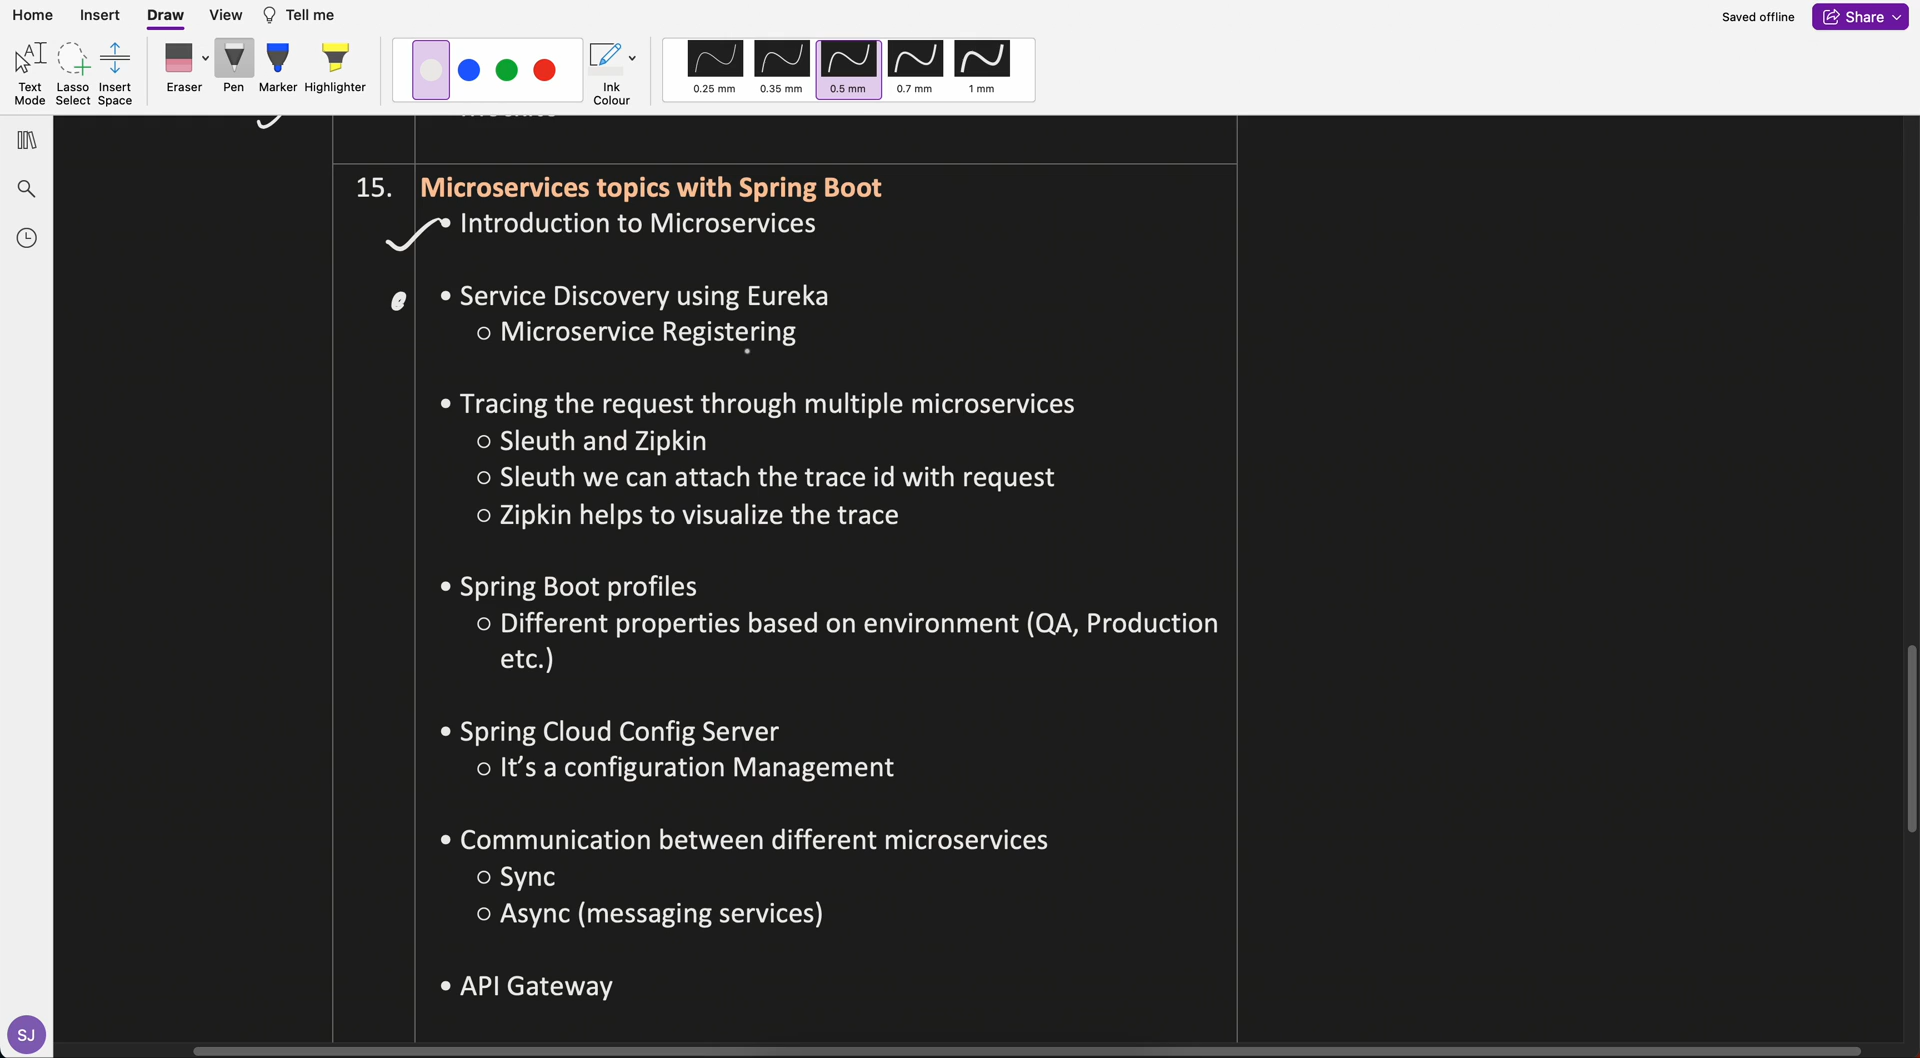 Home Insert Draw View Tell me
Saved offline Share
Text Mode
Lasso Select
Insert Space
Eraser
Pen
Marker
Highlighter
Ink Colour
0.25 mm
0.35 mm
0.5 mm
0.7 mm
1 mm
15. Microservices topics with Spring Boot
• Introduction to Microservices
• Service Discovery using Eureka
○ Microservice Registering
• Tracing the request through multiple microservices
○ Sleuth and Zipkin
○ Sleuth we can attach the trace id with request
○ Zipkin helps to visualize the trace
• Spring Boot profiles
○ Different properties based on environment (QA, Production
etc.)
• Spring Cloud Config Server
○ It’s a configuration Management
• Communication between different microservices
○ Sync
○ Async (messaging services)
• API Gateway
SJ